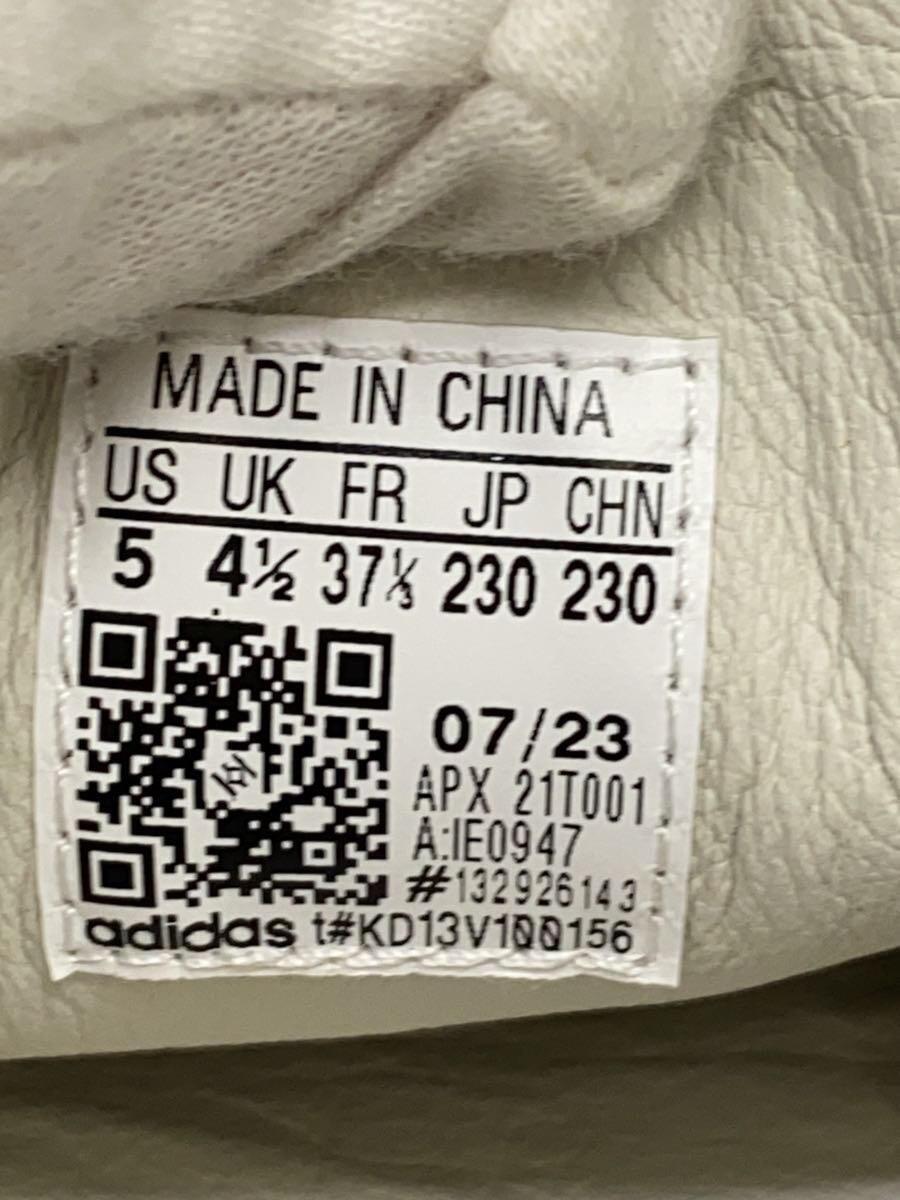 MADE IN CHINA
US UK FR JP CHN
5 4½ 37⅓ 230 230
07/23
APX 21T001
A:IE0947
#132926143
adidas t#KD13V100156